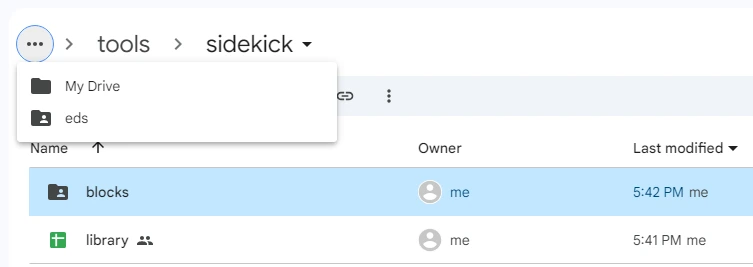 ... > tools > sidekick
My Drive
eds
Name Owner Last modified
blocks me 5:42 PM me
library me 5:41 PM me